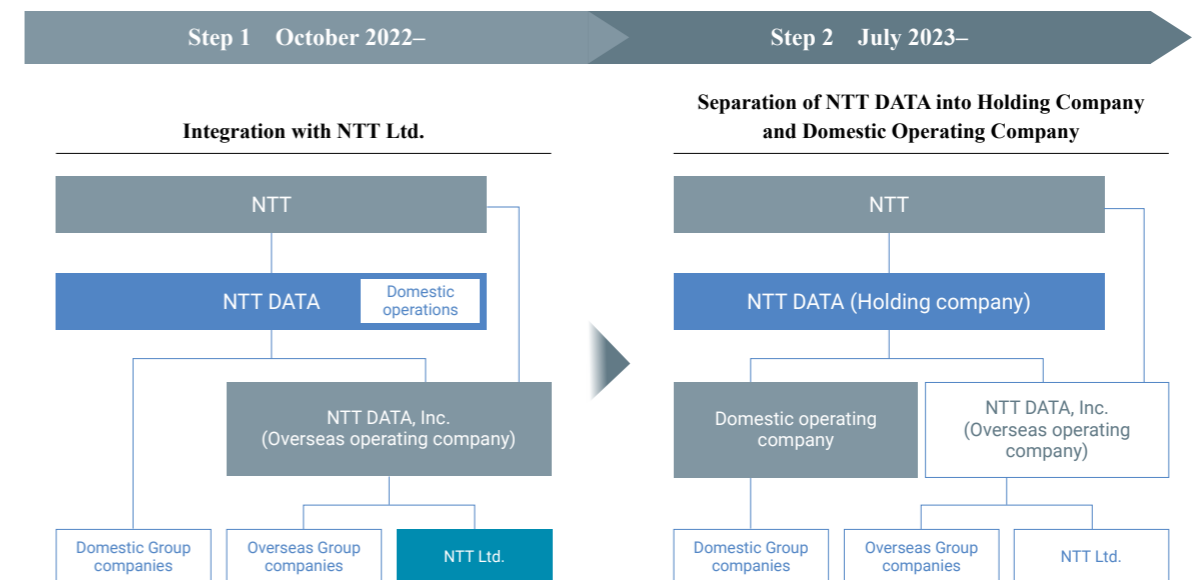 Step 1 October 2022–
Step 2 July 2023–
Integration with NTT Ltd.
NTT
NTT DATA
Domestic
operations
NTT DATA, Inc.
(Overseas operating company)
Domestic Group
companies
Overseas Group
companies
NTT Ltd.
Separation of NTT DATA into Holding Company
and Domestic Operating Company
NTT
NTT DATA (Holding company)
Domestic operating
company
NTT DATA, Inc.
(Overseas operating
company)
Domestic Group
companies
Overseas Group
companies
NTT Ltd.